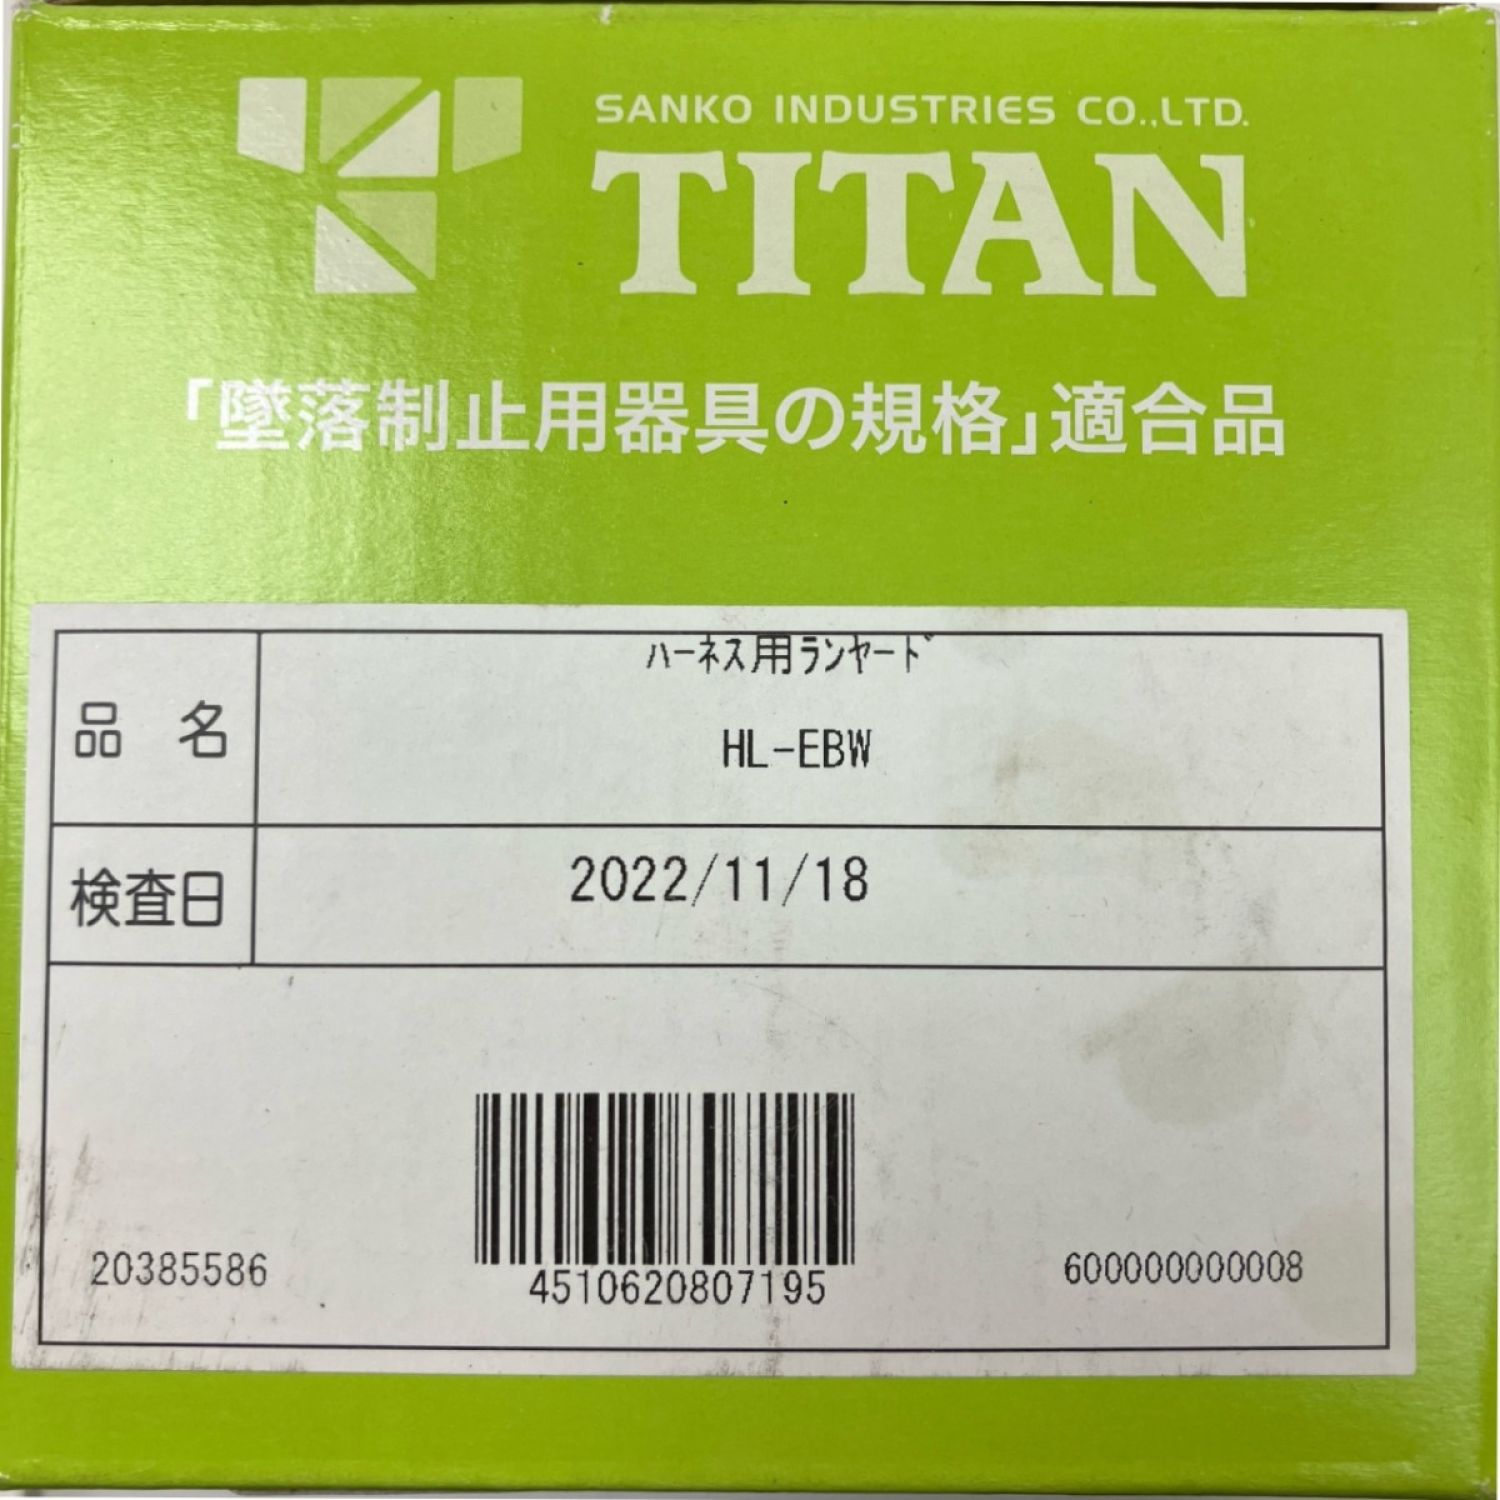 SANKO INDUSTRIES CO.,LTD.
TITAN
「墜落制止用器具の規格」適合品
品 名
ﾊｰﾈｽ用ﾗﾝﾔｰﾄﾞ
HL-EBW
検査日
2022/11/18
20385586
4510620807195
600000000008